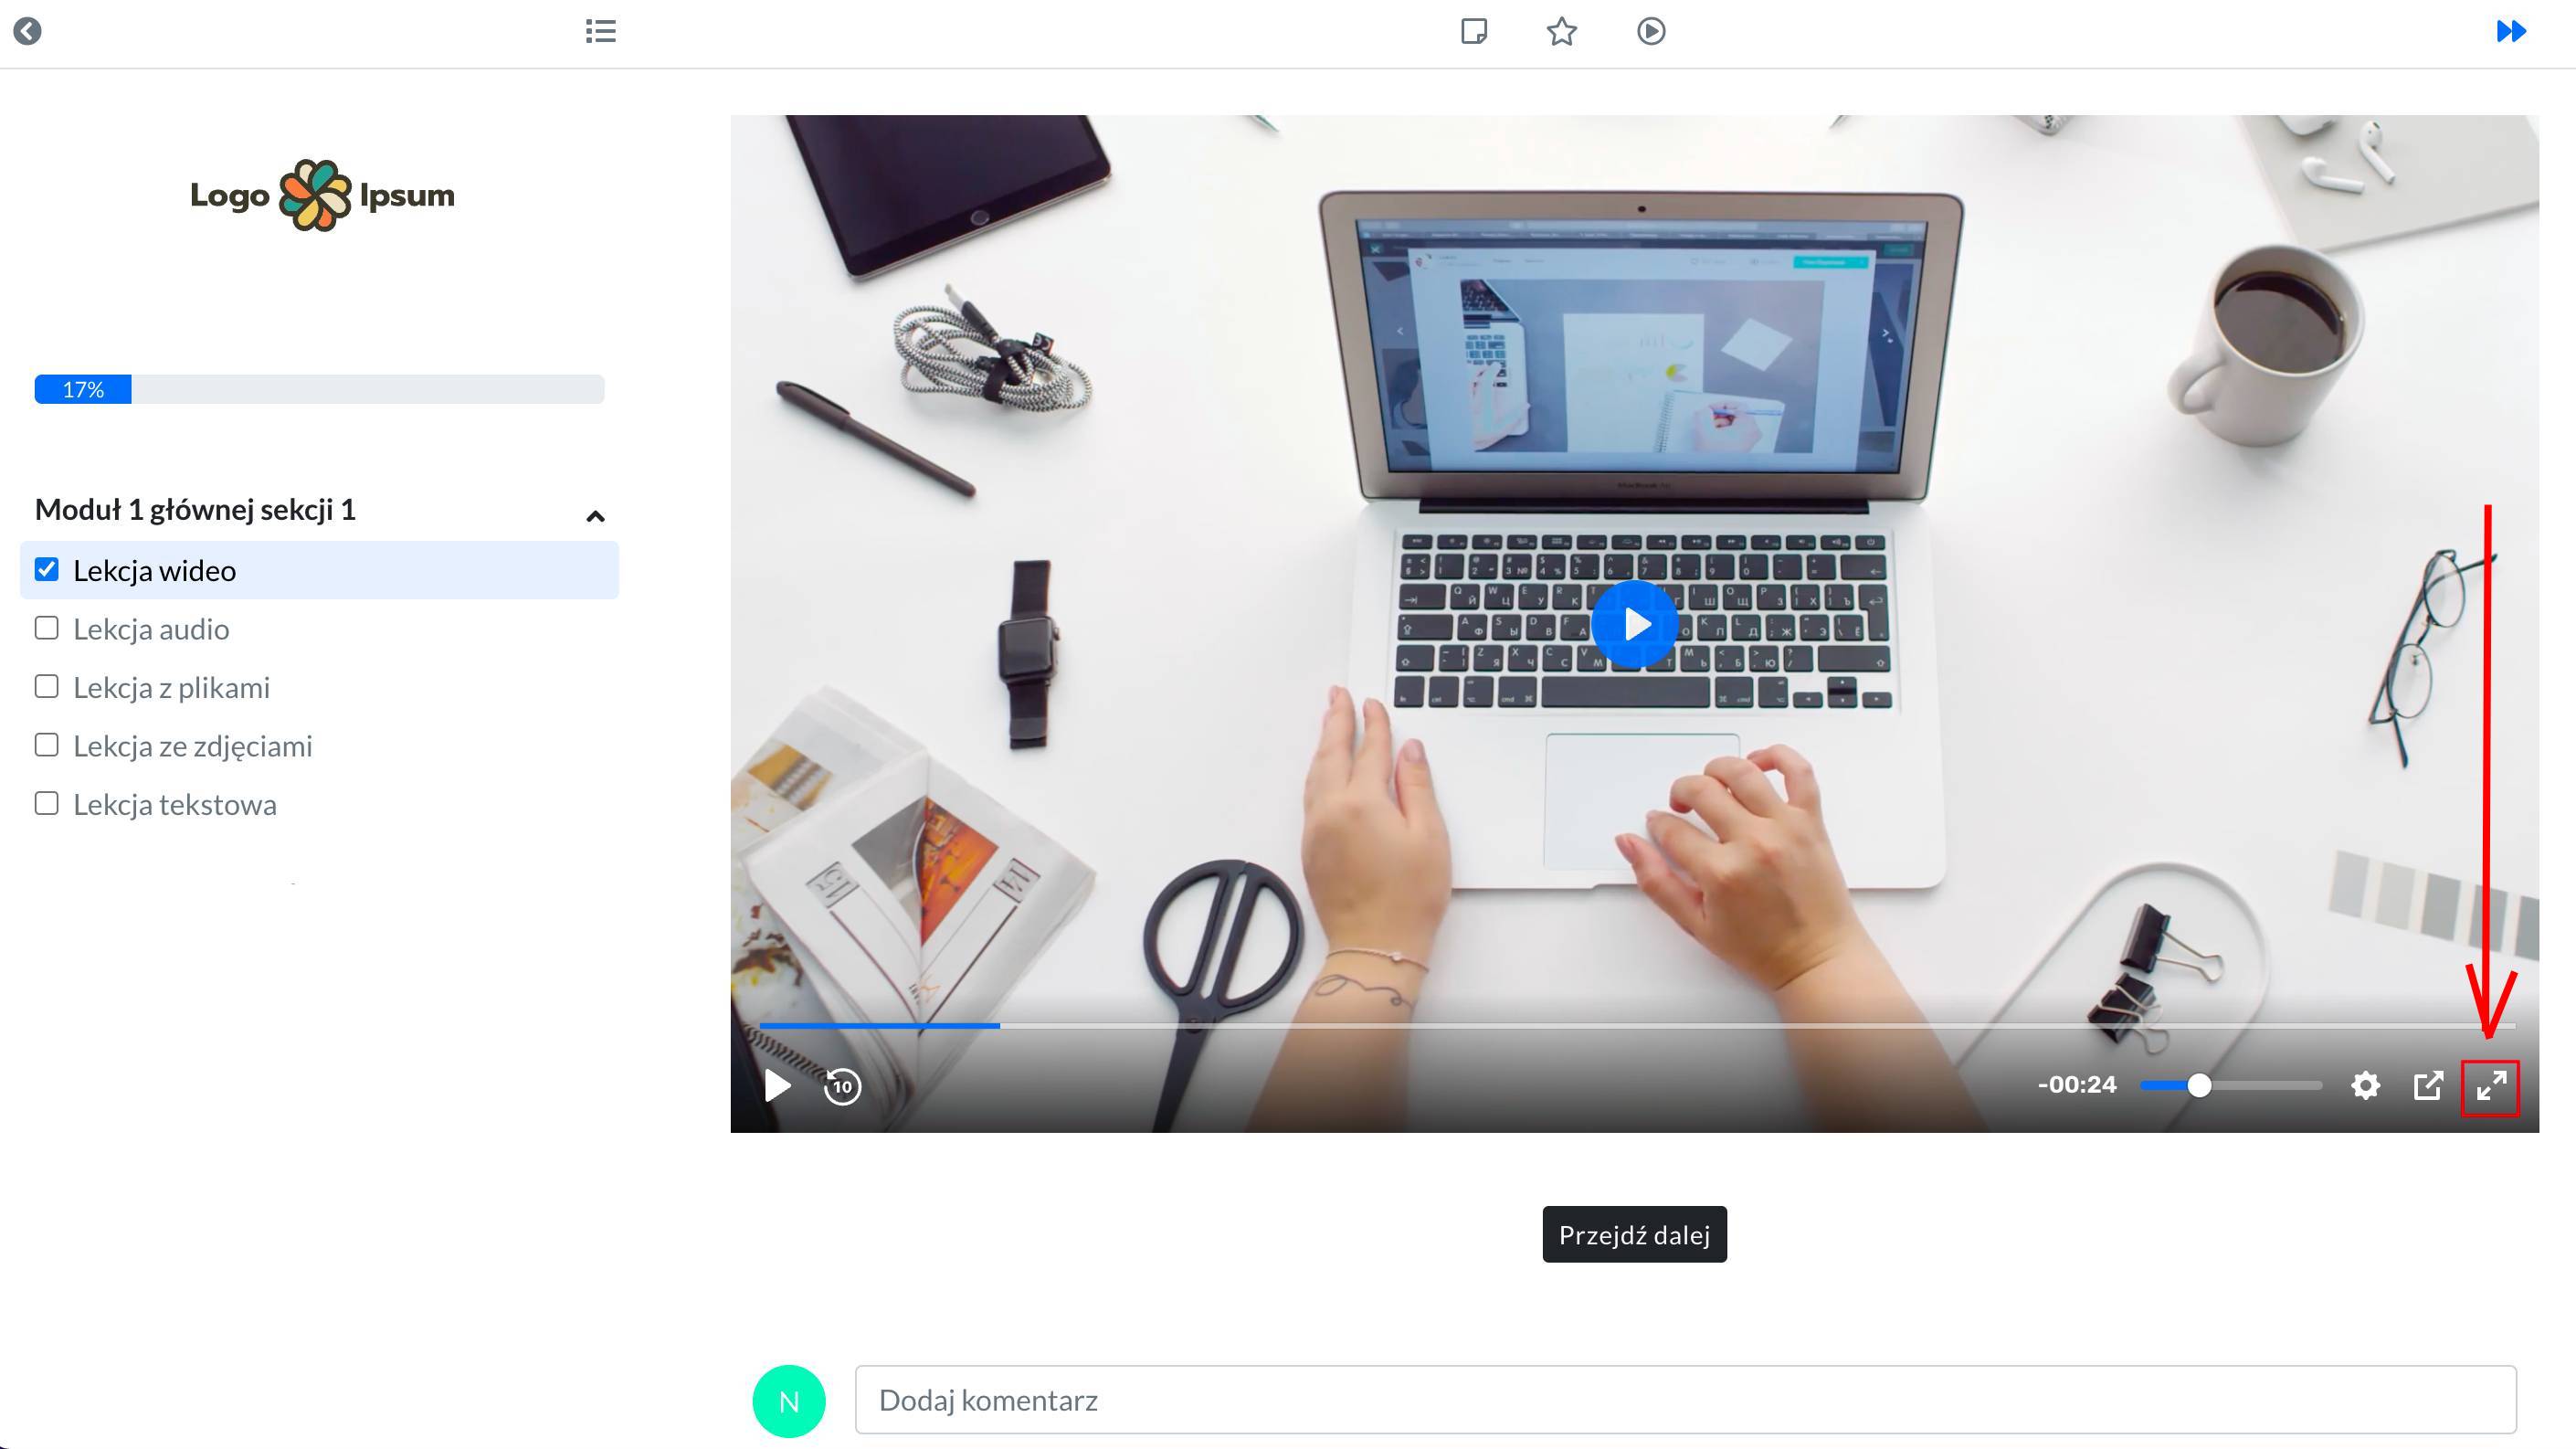 Logo Ipsum
17%
Moduł 1 głównej sekcji 1
Lekcja wideo
Lekcja audio
Lekcja z plikami
Lekcja ze zdjęciami
Lekcja tekstowa
10
-00:24
Przejdź dalej
N
Dodaj komentarz